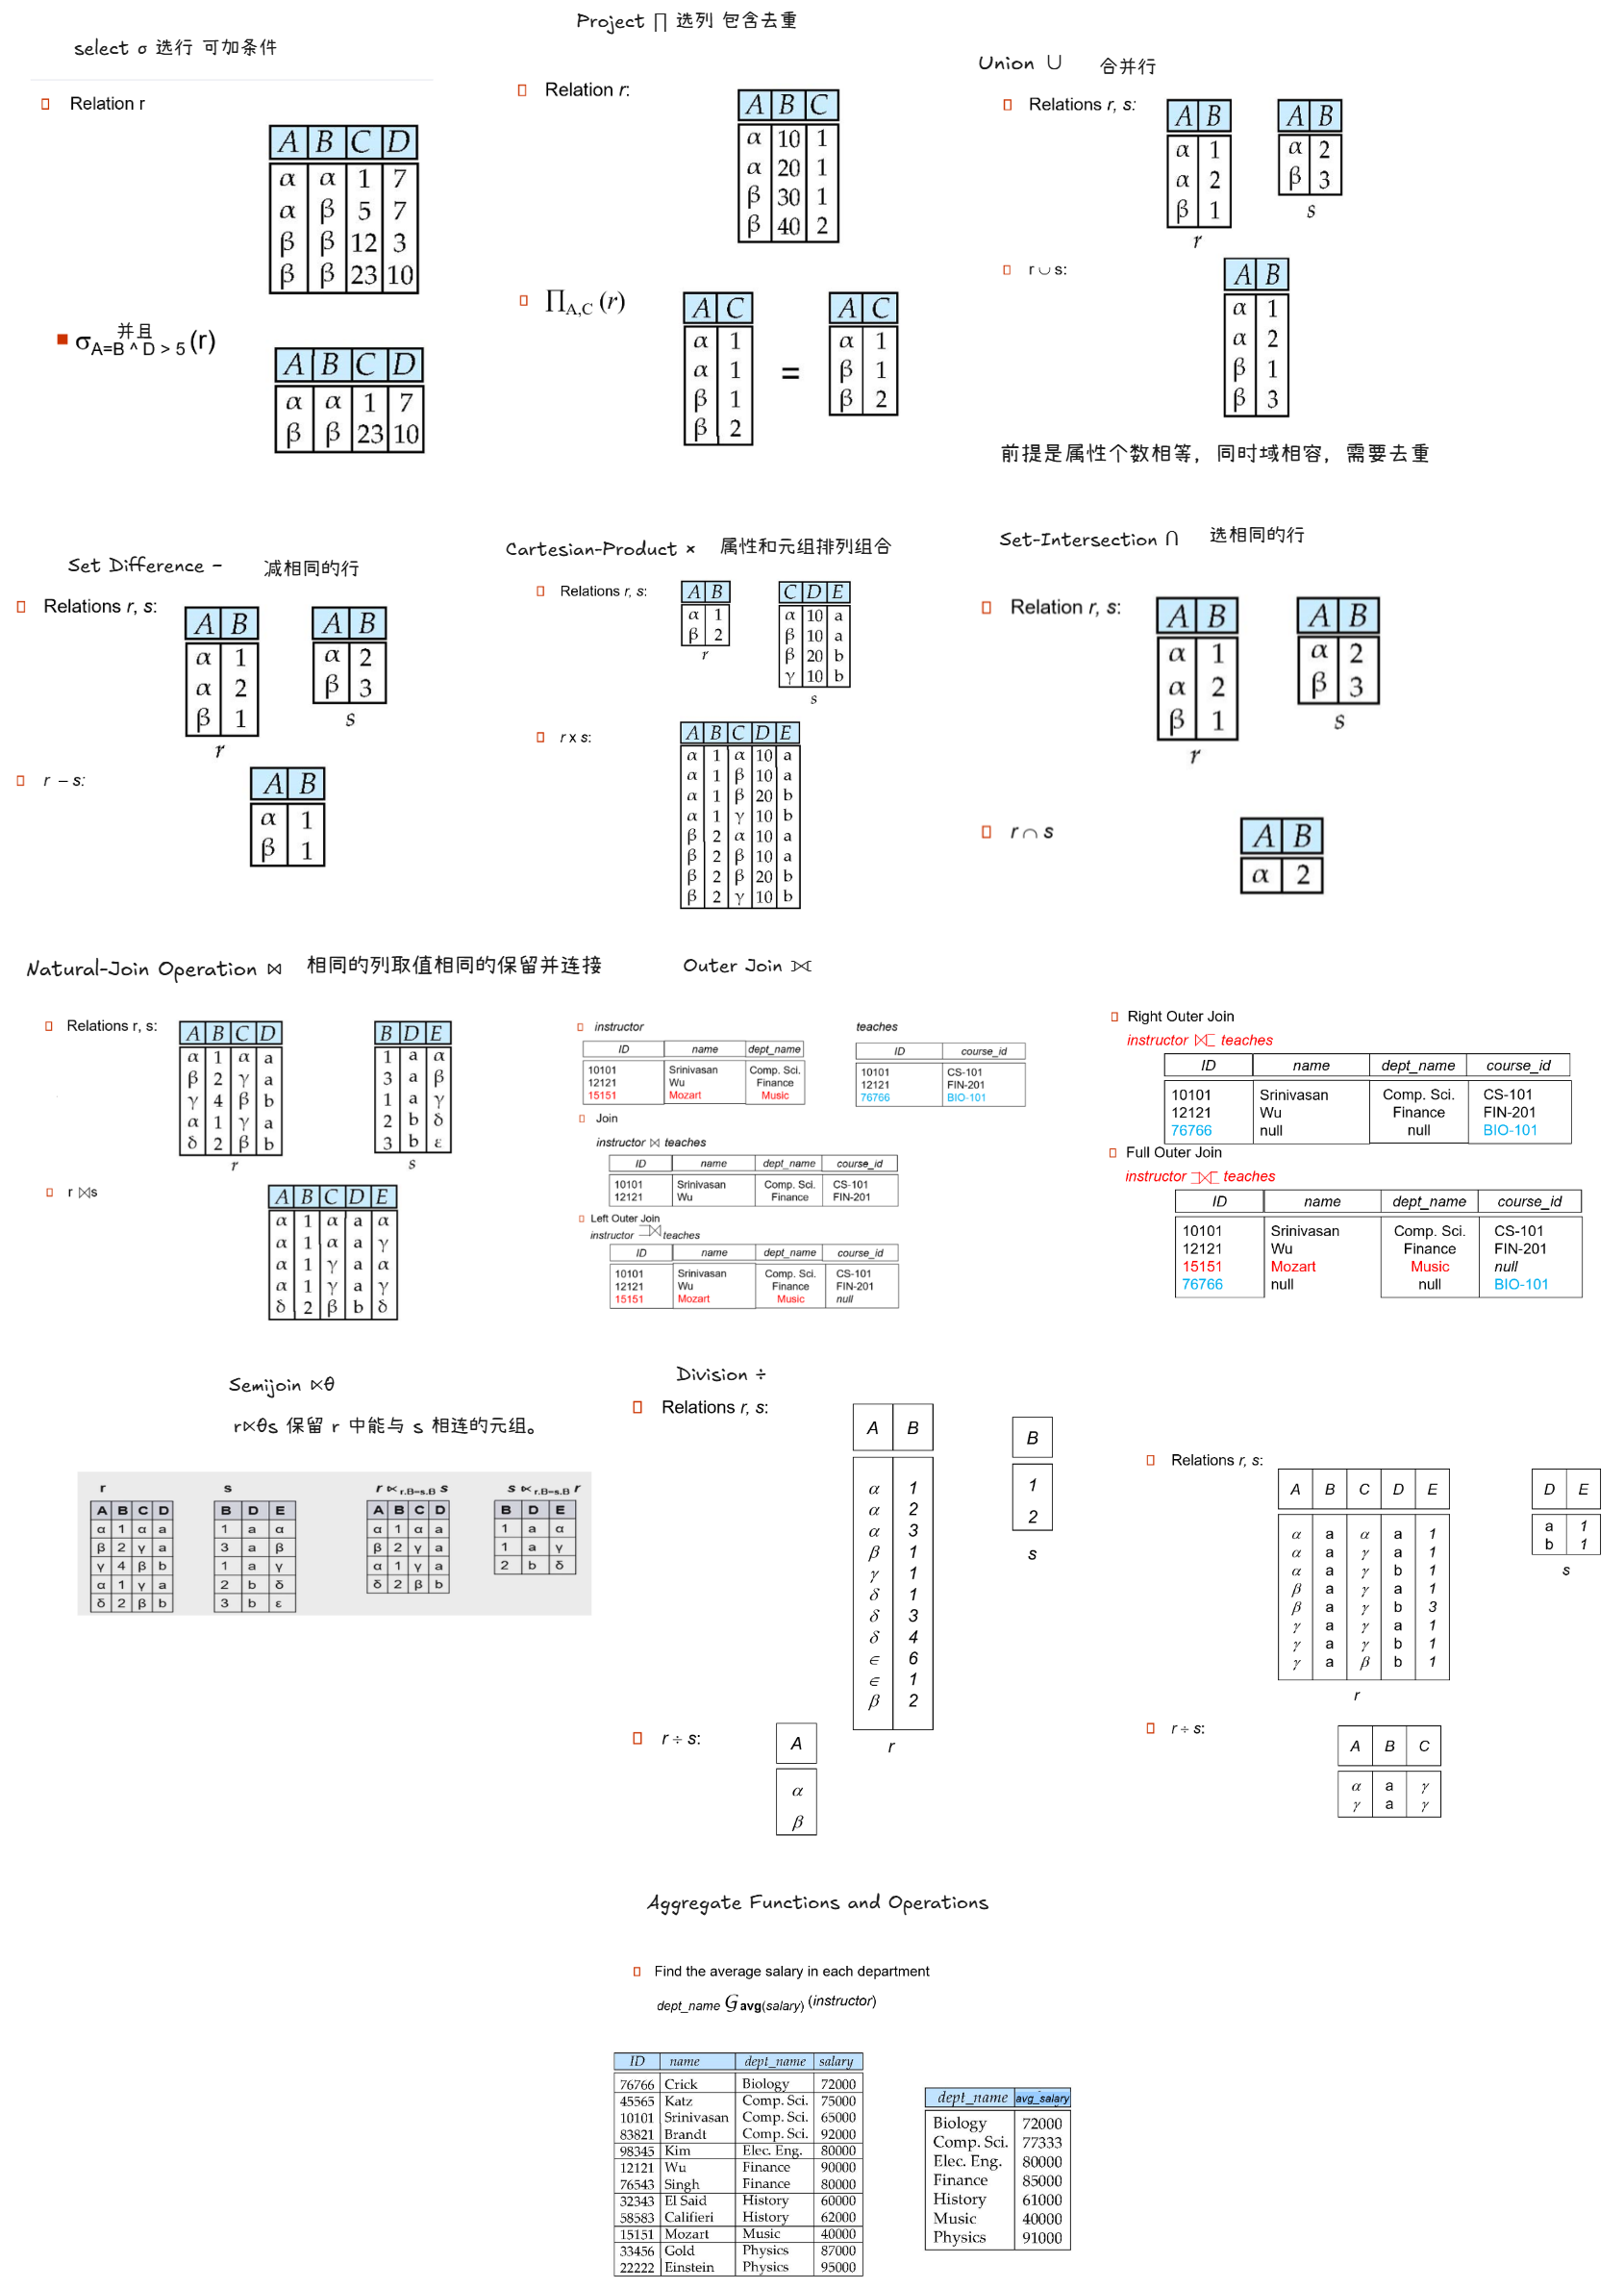 select σ 选行 可加条件
Relation r
A B C D
α α 1 7
α β 5 7
β β 12 3
β β 23 10
并且
σA=B ^ D > 5 (r)
A B C D
α α 1 7
β β 23 10
Project ∏ 选列 包含去重
Relation r:
A B C
α 10 1
α 20 1
β 30 1
β 40 2
∏A,C (r)
A C
α 1
α 1
β 1
β 2
=
A C
α 1
β 1
β 2
Union ∪ 合并行
Relations r, s:
A B
α 1
α 2
β 1
r
A B
α 2
β 3
s
r ∪ s:
A B
α 1
α 2
β 1
β 3
前提是属性个数相等，同时域相容，需要去重
Set Difference - 减相同的行
Relations r, s:
A B
α 1
α 2
β 1
r
A B
α 2
β 3
s
r – s:
A B
α 1
β 1
Cartesian-Product × 属性和元组排列组合
Relations r, s:
A B
α 1
β 2
r
C D E
α 10 a
β 10 a
β 20 b
γ 10 b
s
r x s:
A B C D E
α 1 α 10 a
α 1 β 10 a
α 1 β 20 b
α 1 γ 10 b
β 2 α 10 a
β 2 β 10 a
β 2 β 20 b
β 2 γ 10 b
Set-Intersection ∩ 选相同的行
Relation r, s:
A B
α 1
α 2
β 1
r
A B
α 2
β 3
s
r ∩ s
A B
α 2
Natural-Join Operation ⋈ 相同的列取值相同的保留并连接
Relations r, s:
A B C D
α 1 α a
β 2 γ a
γ 4 β b
α 1 γ a
δ 2 β b
r
B D E
1 a α
3 a β
1 a γ
2 b δ
3 b ε
s
r ⋈s
A B C D E
α 1 α a α
α 1 α a γ
α 1 γ a α
α 1 γ a γ
δ 2 β b δ
Outer Join ⟗
instructor
ID name dept_name
10101 Srinivasan Comp. Sci.
12121 Wu Finance
15151 Mozart Music
teaches
ID course_id
10101 CS-101
12121 FIN-201
76766 BIO-101
Join
instructor ⋈ teaches
ID name dept_name course_id
10101 Srinivasan Comp. Sci. CS-101
12121 Wu Finance FIN-201
Left Outer Join
instructor ⟕ teaches
ID name dept_name course_id
10101 Srinivasan Comp. Sci. CS-101
12121 Wu Finance FIN-201
15151 Mozart Music null
Right Outer Join
instructor ⟖ teaches
ID name dept_name course_id
10101 Srinivasan Comp. Sci. CS-101
12121 Wu Finance FIN-201
76766 null null BIO-101
Full Outer Join
instructor ⟗ teaches
ID name dept_name course_id
10101 Srinivasan Comp. Sci. CS-101
12121 Wu Finance FIN-201
15151 Mozart Music null
76766 null null BIO-101
Semijoin ⋉θ
r⋉θs 保留 r 中能与 s 相连的元组。
r
A B C D
α 1 α a
β 2 γ a
γ 4 β b
α 1 γ a
δ 2 β b
s
B D E
1 a α
3 a β
1 a γ
2 b δ
3 b ε
r ⋉ r.B=s.B s
A B C D
α 1 α a
β 2 γ a
α 1 γ a
δ 2 β b
s ⋉ r.B=s.B r
B D E
1 a α
1 a γ
2 b δ
Division ÷
Relations r, s:
A B
α 1
α 2
α 3
β 1
γ 1
δ 1
δ 3
δ 4
∈ 6
∈ 1
β 2
r
B
1
2
s
r ÷ s:
A
α
β
Relations r, s:
A B C D E
α a α a 1
α a γ a 1
α a γ b 1
β a γ a 1
β a γ b 3
γ a γ a 1
γ a γ b 1
γ a β b 1
r
D E
a 1
b 1
s
r ÷ s:
A B C
α a γ
γ a γ
Aggregate Functions and Operations
Find the average salary in each department
dept_name G avg(salary) (instructor)
ID name dept_name salary
76766 Crick Biology 72000
45565 Katz Comp. Sci. 75000
10101 Srinivasan Comp. Sci. 65000
83821 Brandt Comp. Sci. 92000
98345 Kim Elec. Eng. 80000
12121 Wu Finance 90000
76543 Singh Finance 80000
32343 El Said History 60000
58583 Califieri History 62000
15151 Mozart Music 40000
33456 Gold Physics 87000
22222 Einstein Physics 95000
dept_name avg_salary
Biology 72000
Comp. Sci. 77333
Elec. Eng. 80000
Finance 85000
History 61000
Music 40000
Physics 91000